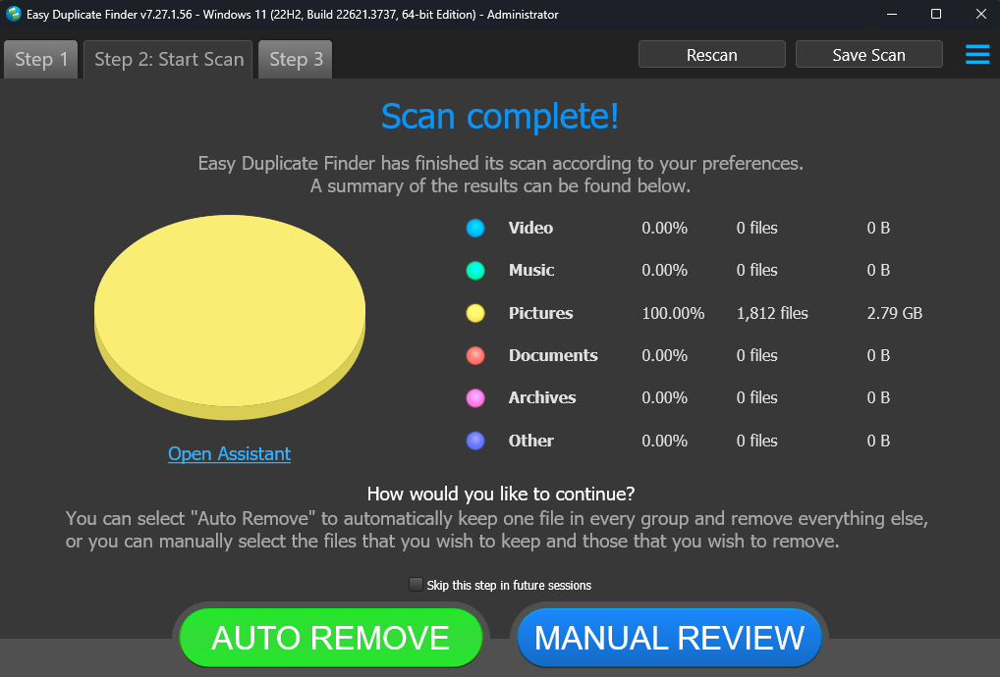 Easy Duplicate Finder v7.27.1.56 - Windows 11 (22H2, Build 22621.3737, 64-bit Edition) - Administrator
Step 1
Step 2: Start Scan
Step 3
Rescan
Save Scan
Scan complete!
Easy Duplicate Finder has finished its scan according to your preferences.
A summary of the results can be found below.
Video 0.00% 0 files 0 B
Music 0.00% 0 files 0 B
Pictures 100.00% 1,812 files 2.79 GB
Documents 0.00% 0 files 0 B
Archives 0.00% 0 files 0 B
Other 0.00% 0 files 0 B
Open Assistant
How would you like to continue?
You can select "Auto Remove" to automatically keep one file in every group and remove everything else,
or you can manually select the files that you wish to keep and those that you wish to remove.
Skip this step in future sessions
AUTO REMOVE
MANUAL REVIEW